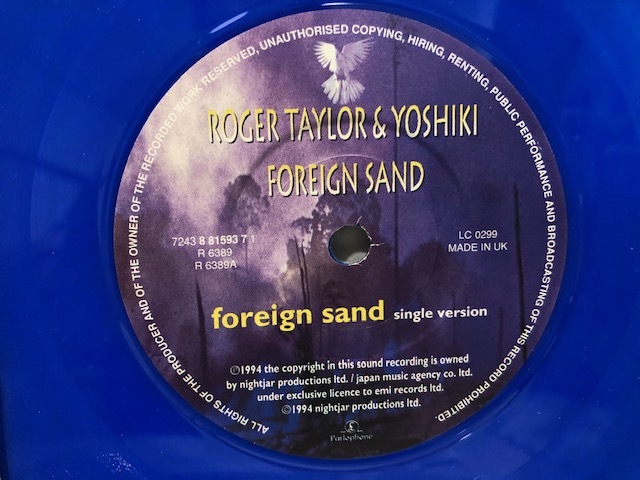 ALL RIGHTS OF THE PRODUCER AND OF THE OWNER OF THE RECORDED WORK RESERVED, UNAUTHORISED COPYING, HIRING, RENTING, PUBLIC PERFORMANCE AND BROADCASTING OF THIS RECORD PROHIBITED.
ROGER TAYLOR & YOSHIKI
FOREIGN SAND
7243 8 81593 7 1
R 6389
R 6389A
LC 0299
MADE IN UK
foreign sand single version
℗1994 the copyright in this sound recording is owned
by nightjar productions ltd. / japan music agency co. ltd.
under exclusive licence to emi records ltd.
©1994 nightjar productions ltd.
Parlophone